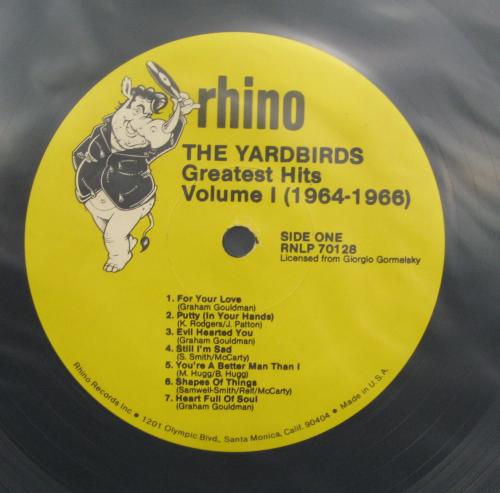 rhino
THE YARDBIRDS
Greatest Hits
Volume I (1964-1966)
SIDE ONE
RNLP 70128
Licensed from Giorgio Gormelsky
1. For Your Love
(Graham Gouldman)
2. Putty (In Your Hands)
(K. Rodgers/J. Patton)
3. Evil Hearted You
(Graham Gouldman)
4. Still I'm Sad
(S. Smith/McCarty)
5. You're A Better Man Than I
(M. Hugg/B. Hugg)
6. Shapes Of Things
(Samwell-Smith/Relf/McCarty)
7. Heart Full Of Soul
(Graham Gouldman)
Rhino Records Inc. • 1201 Olympic Blvd., Santa Monica, Calif. 90404 • Made in U.S.A.